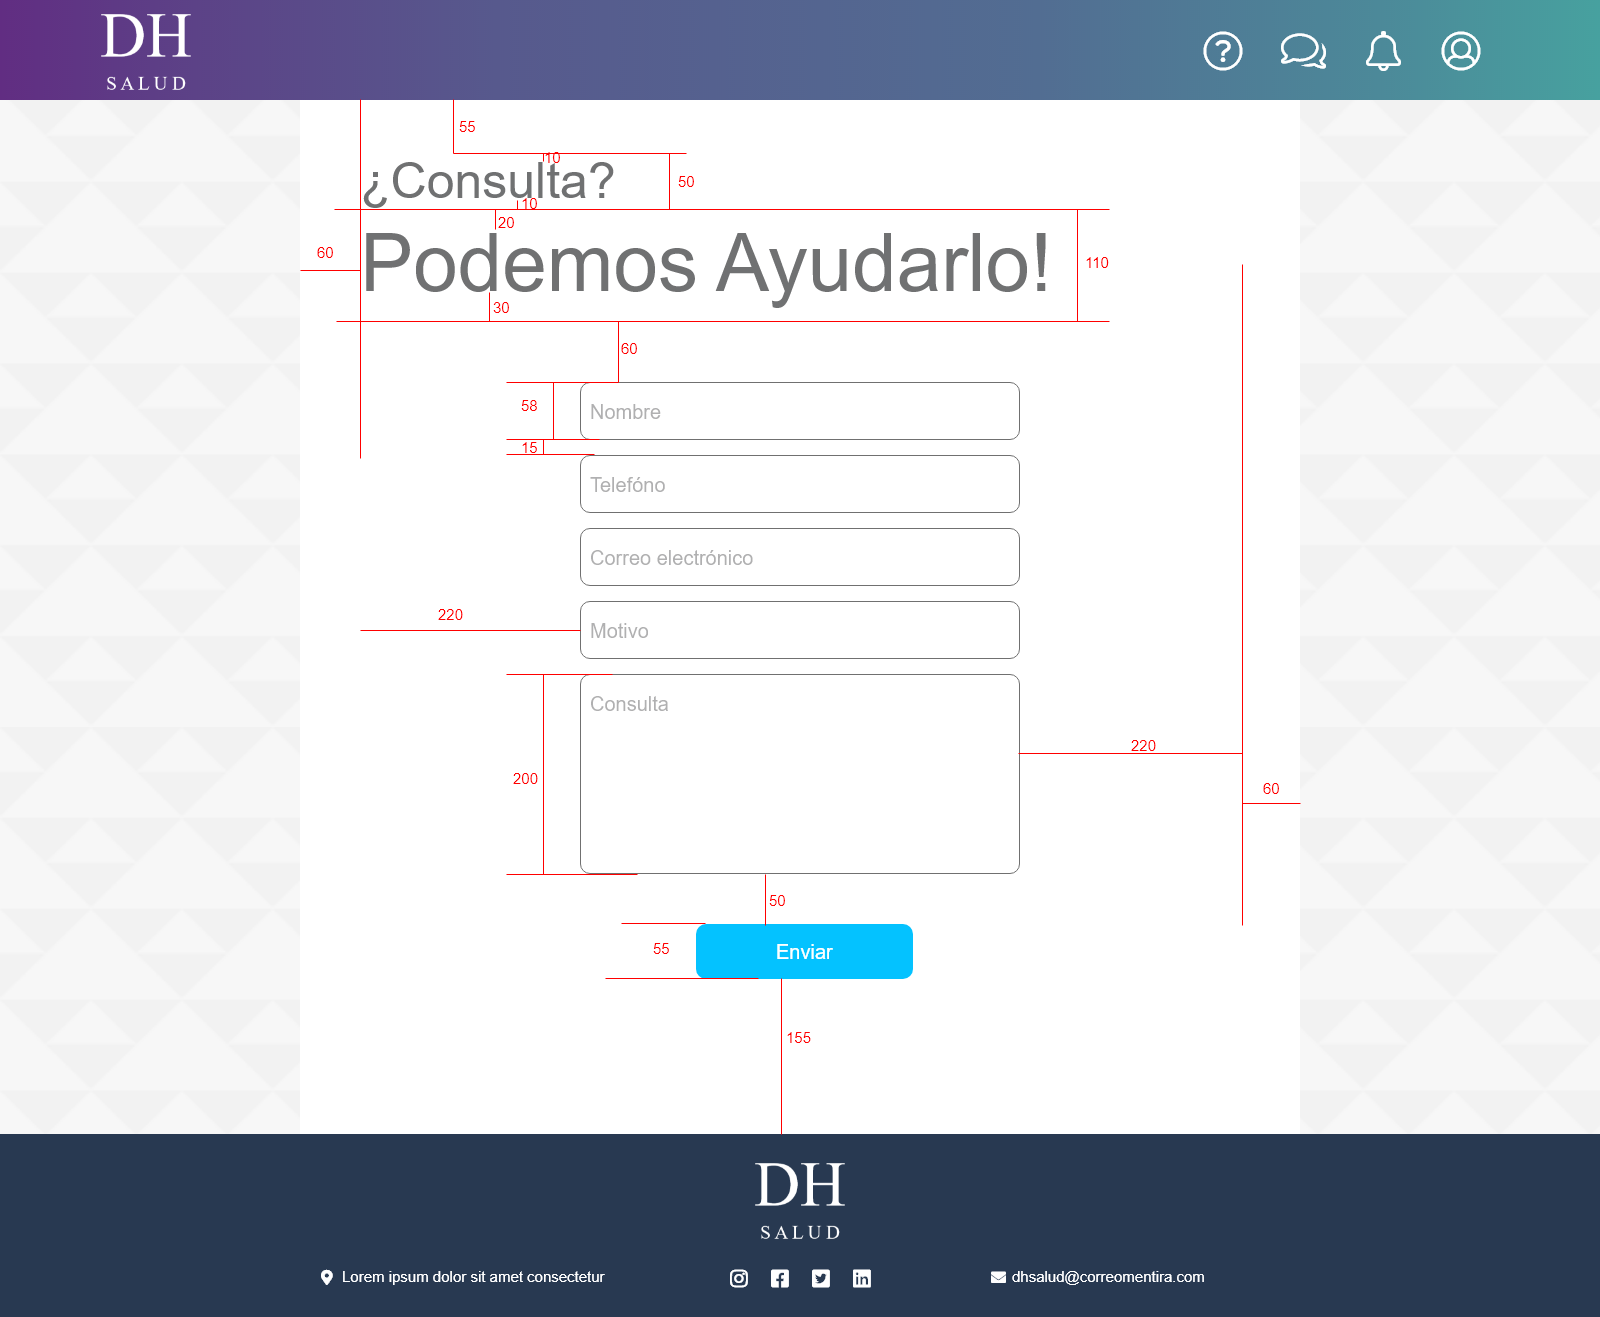 DH
SALUD
55
10
¿Consulta?
50
10
20
60
Podemos Ayudarlo!
110
30
60
58
Nombre
15
Telefóno
Correo electrónico
220
Motivo
Consulta
220
200
60
50
55
Enviar
155
DH
SALUD
Lorem ipsum dolor sit amet consectetur
dhsalud@correomentira.com